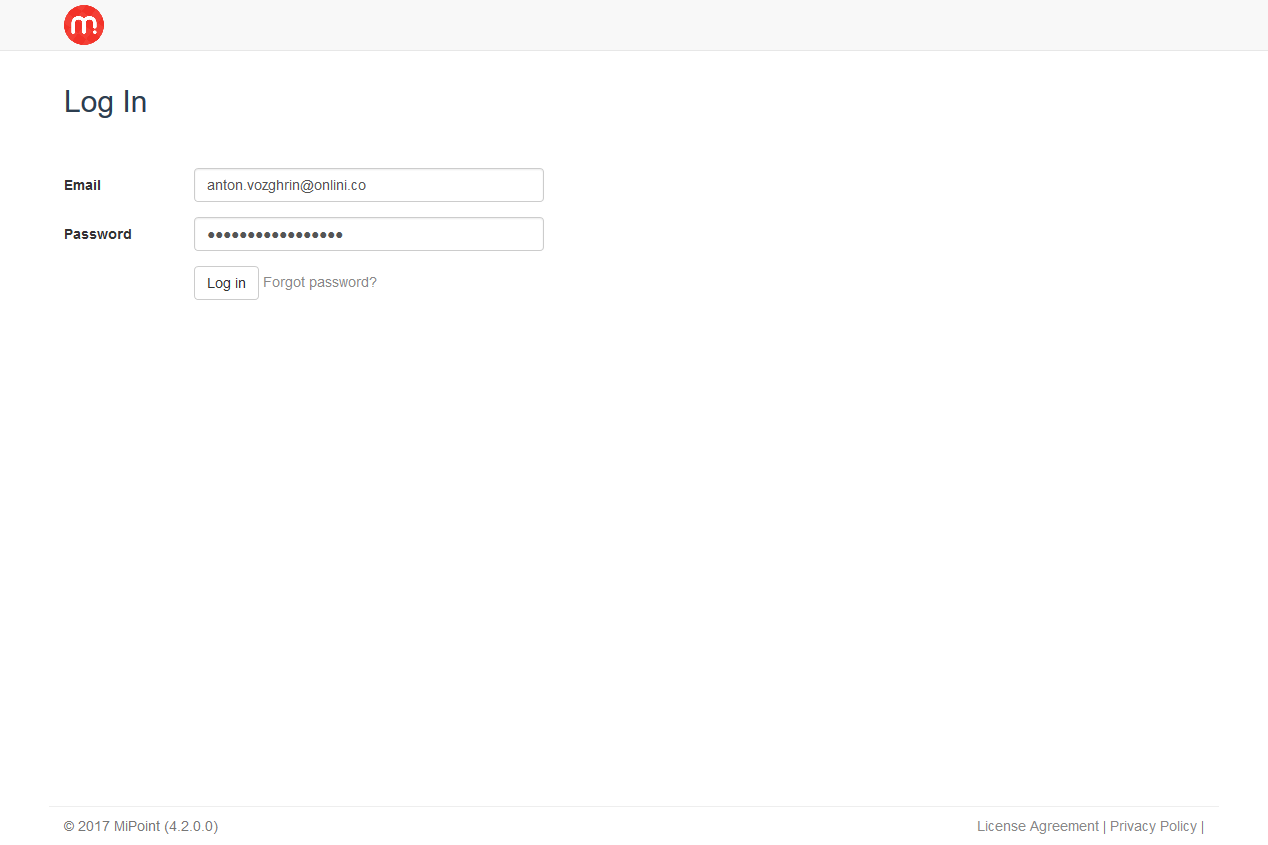 m
Log In
Email
anton.vozghrin@onlini.co
Password
●●●●●●●●●●●●●●●●●
Log in Forgot password?
© 2017 MiPoint (4.2.0.0)
License Agreement | Privacy Policy |